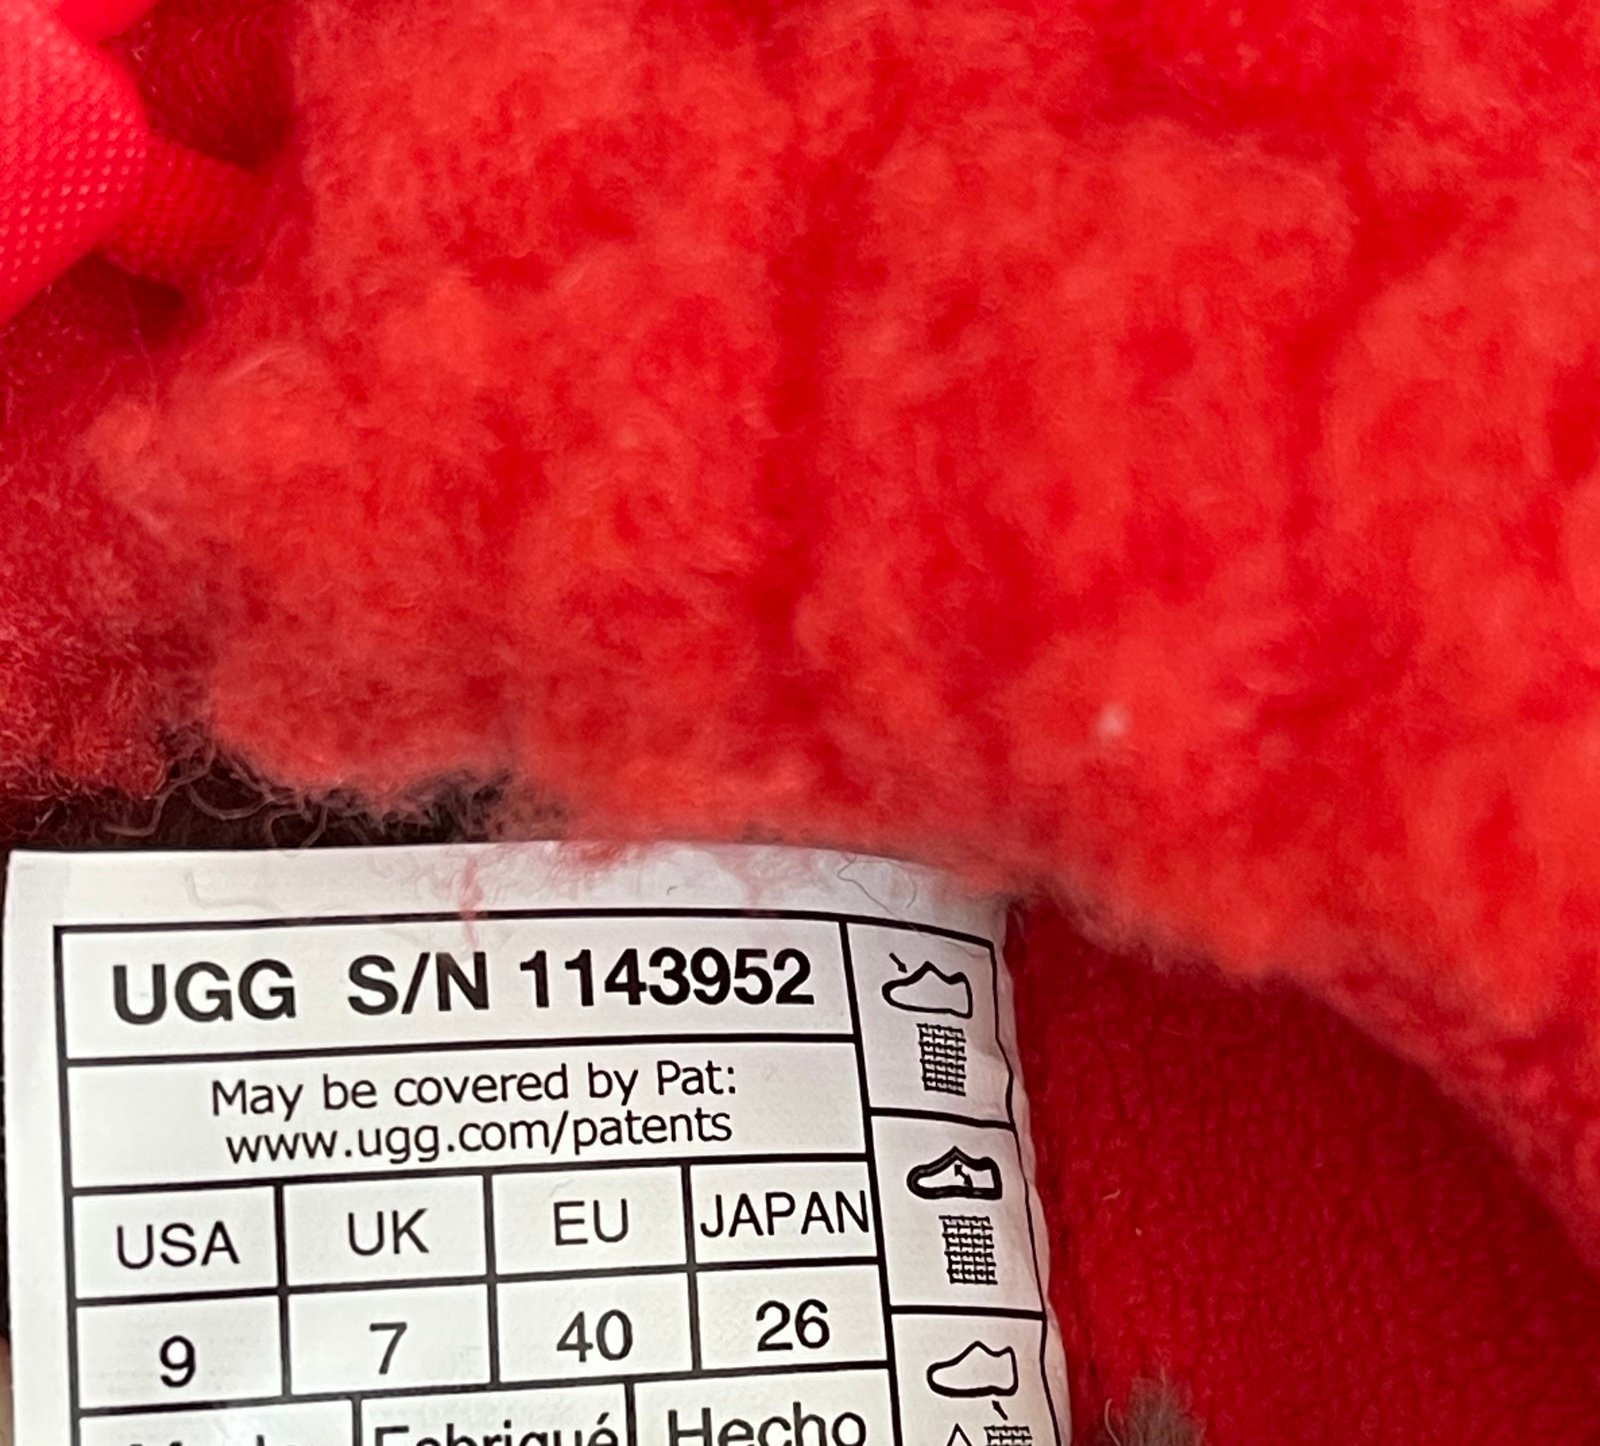 UGG S/N 1143952
May be covered by Pat:
www.ugg.com/patents
USA UK EU JAPAN
9 7 40 26
Fabriqué Hecho